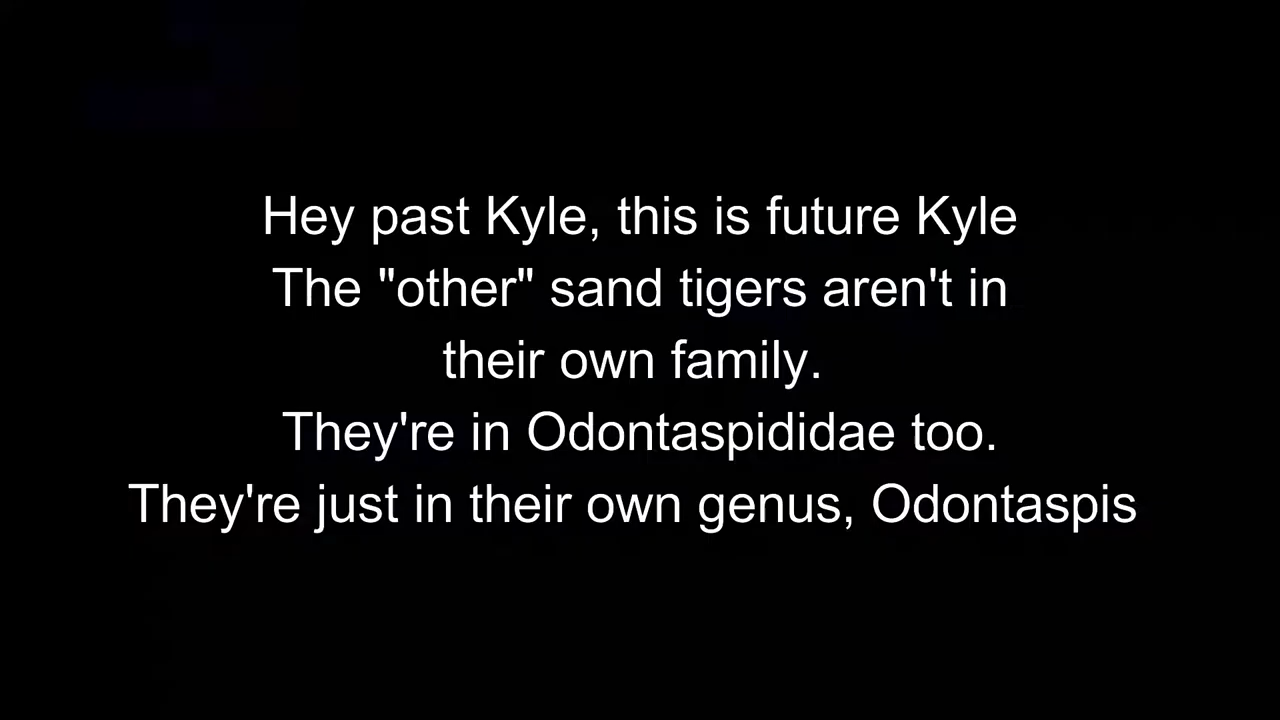 Hey past Kyle, this is future Kyle
The "other" sand tigers aren't in
their own family.
They're in Odontaspididae too.
They're just in their own genus, Odontaspis